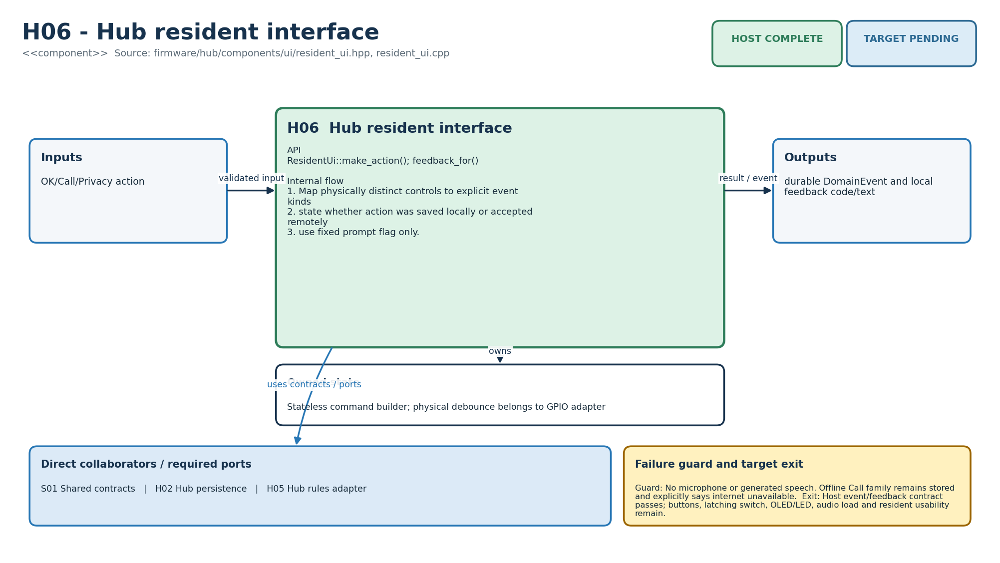 H06 - Hub resident interface
<<component>>  Source: firmware/hub/components/ui/resident_ui.hpp, resident_ui.cpp
HOST COMPLETE
TARGET PENDING
Inputs
OK/Call/Privacy action
validated input
H06  Hub resident interface
API
ResidentUi::make_action(); feedback_for()
Internal flow
1. Map physically distinct controls to explicit event
kinds
2. state whether action was saved locally or accepted
remotely
3. use fixed prompt flag only.
result / event
Outputs
durable DomainEvent and local
feedback code/text
owns
uses contracts / ports
Stateless command builder; physical debounce belongs to GPIO adapter
Direct collaborators / required ports
S01 Shared contracts   |   H02 Hub persistence   |   H05 Hub rules adapter
Failure guard and target exit
Guard: No microphone or generated speech. Offline Call family remains stored
and explicitly says internet unavailable.  Exit: Host event/feedback contract
passes; buttons, latching switch, OLED/LED, audio load and resident usability
remain.